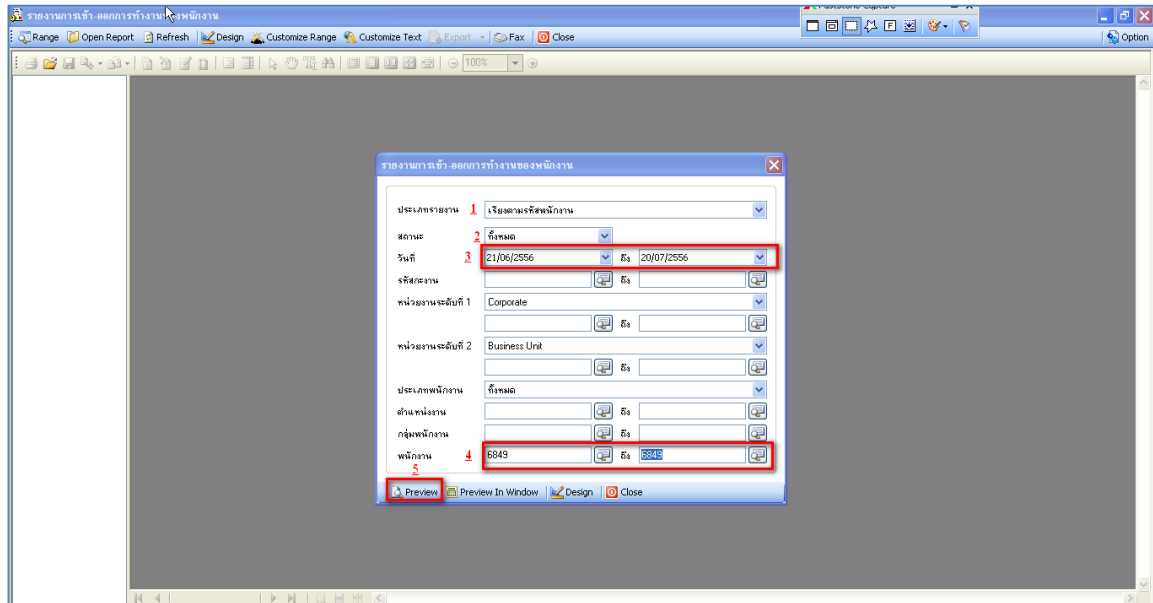 รายงานการเข้า-ออกการทำงานของพนักงาน
FastStone Capture
Range Open Report Refresh Design Customize Range Customize Text Export Fax Close Option
100%
รายงานการเข้า-ออกการทำงานของพนักงาน
ประเภทรายงาน 1 เรียงตามรหัสพนักงาน
สถานะ 2 ทั้งหมด
วันที่ 3 21/06/2556 ถึง 20/07/2556
รหัสกะงาน ถึง
หน่วยงานระดับที่ 1 Corporate
ถึง
หน่วยงานระดับที่ 2 Business Unit
ถึง
ประเภทพนักงาน ทั้งหมด
ตำแหน่งงาน ถึง
กลุ่มพนักงาน ถึง
พนักงาน 4 6849 ถึง 6849
5
Preview Preview In Window Design Close